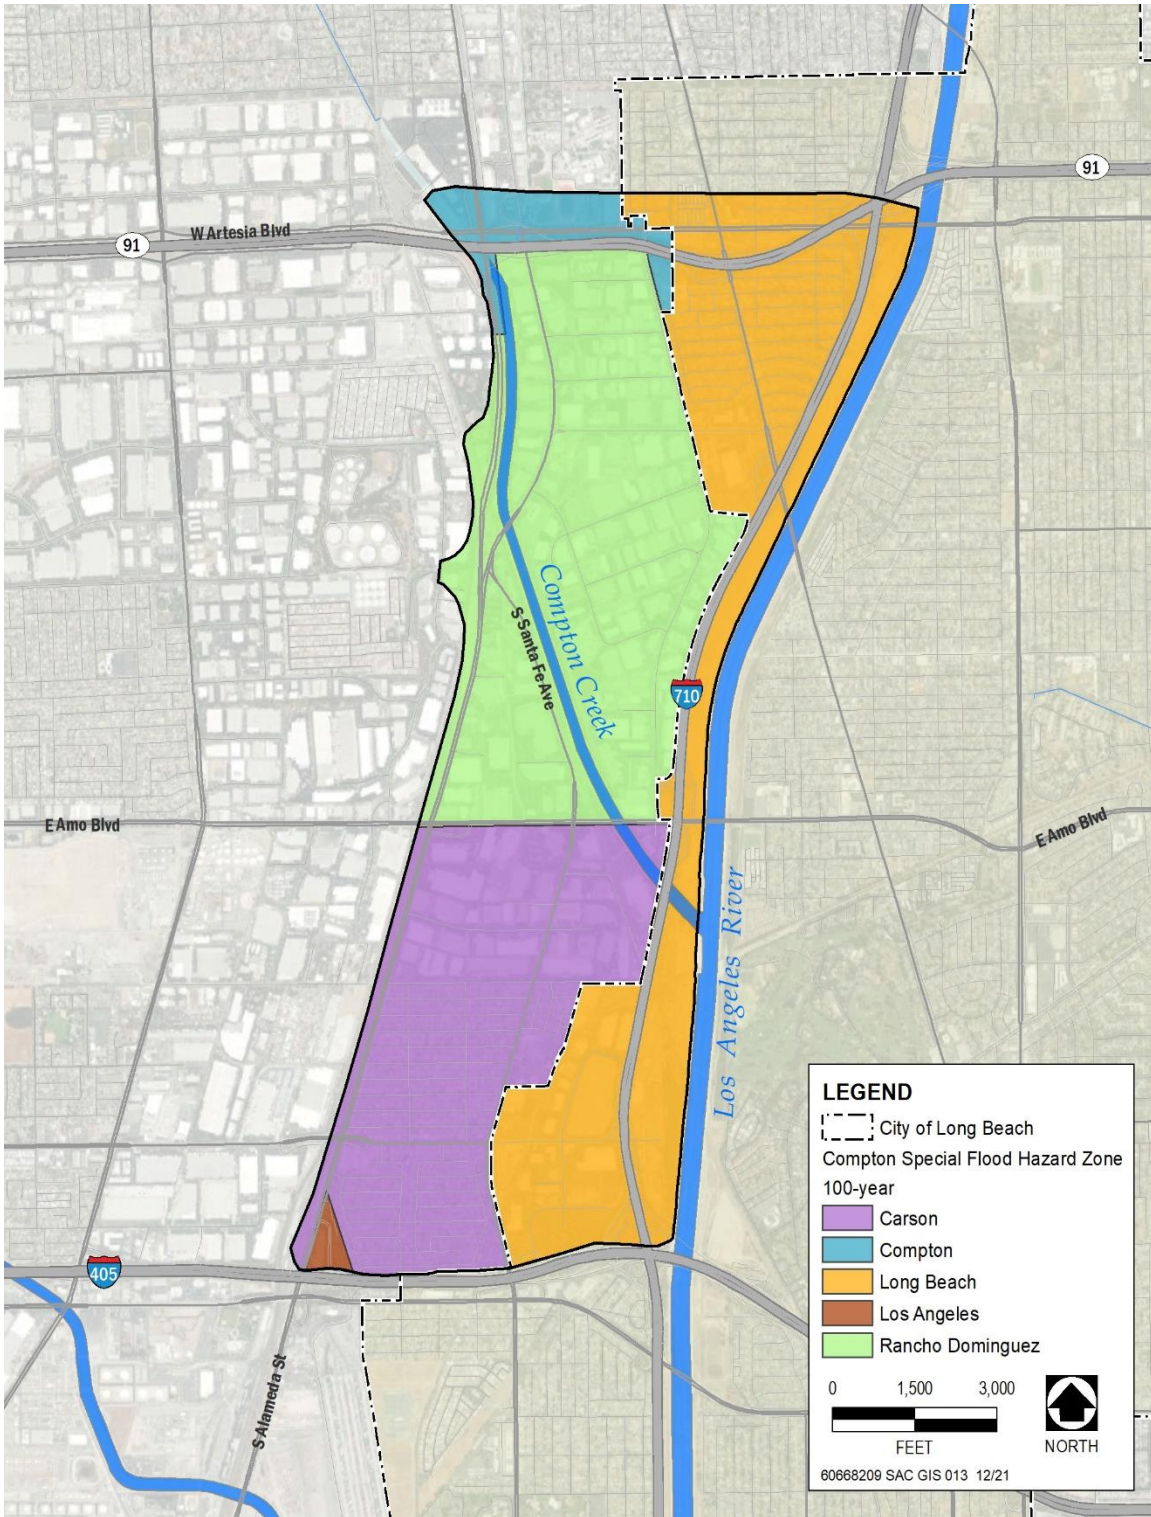 91
91
W Artesia Blvd
Compton Creek
S Santa Fe Ave
710
E Amo Blvd
E Amo Blvd
Los Angeles River
405
S Alameda St
LEGEND
City of Long Beach
Compton Special Flood Hazard Zone
100-year
Carson
Compton
Long Beach
Los Angeles
Rancho Dominguez
0 1,500 3,000
FEET
NORTH
60668209 SAC GIS 013 12/21